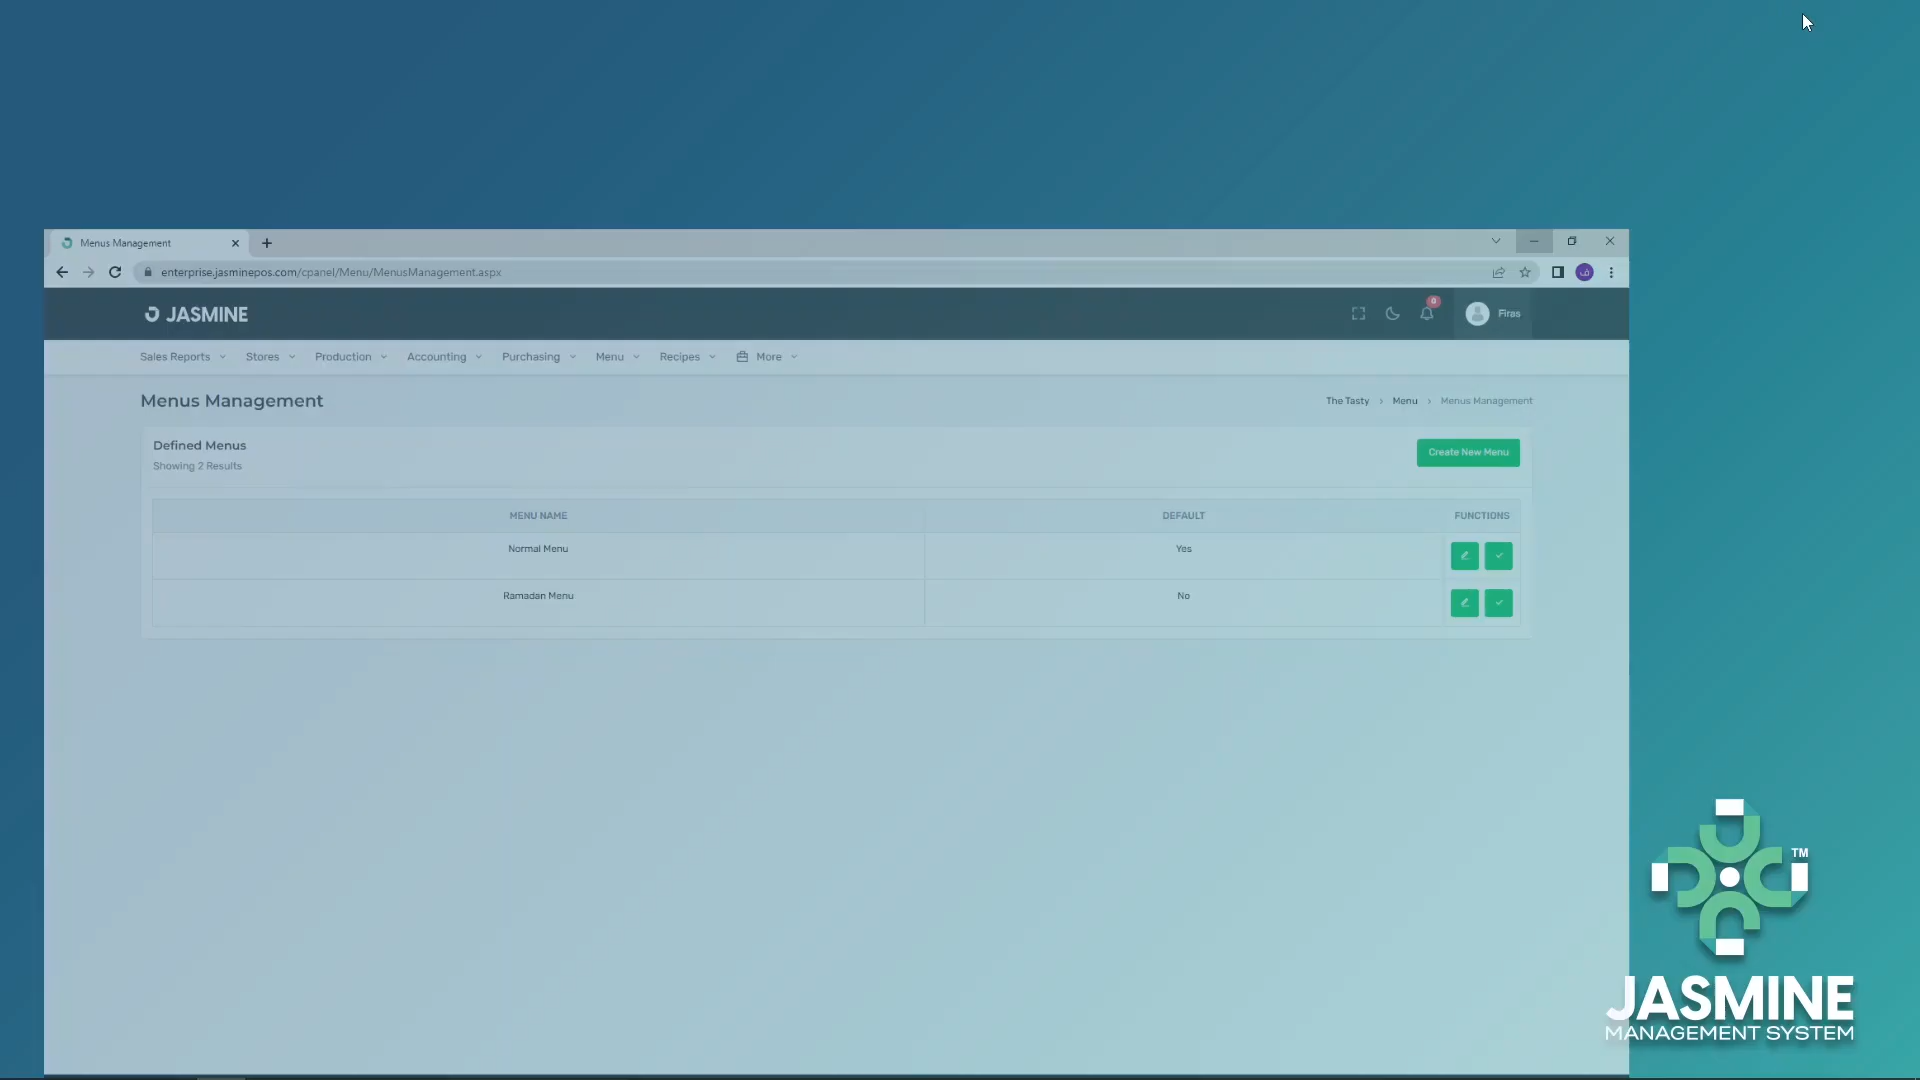 Menus Management
enterprise.jasminepos.com/cpanel/Menu/MenusManagement.aspx
JASMINE
0
Firas
Sales Reports
Stores
Production
Accounting
Purchasing
Menu
Recipes
More
Menus Management
The Tasty > Menu > Menus Management
Defined Menus
Showing 2 Results
Create New Menu
MENU NAME DEFAULT FUNCTIONS
Normal Menu Yes
Ramadan Menu No
TM
JASMINE
MANAGEMENT SYSTEM